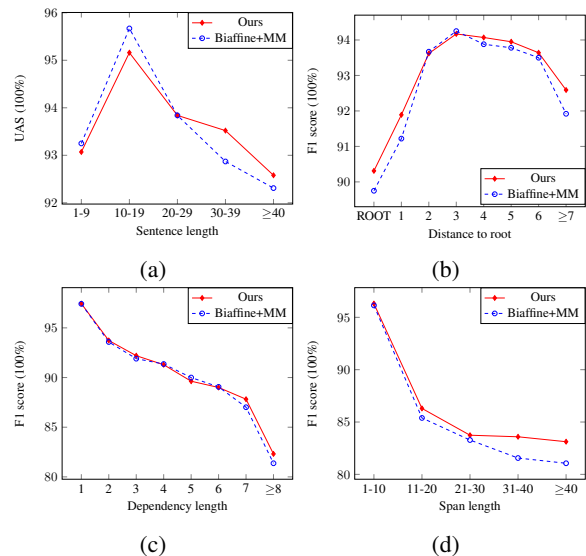 96
95
94
93
92
UAS (100%)
Ours
Biaffine+MM
1-9 10-19 20-29 30-39 ≥40
Sentence length
(a)
94
92
90
F1 score (100%)
Ours
Biaffine+MM
ROOT 1 2 3 4 5 6 ≥7
Distance to root
(b)
95
90
85
80
F1 score (100%)
Ours
Biaffine+MM
1 2 3 4 5 6 7 ≥8
Dependency length
(c)
95
90
85
80
F1 score (100%)
Ours
Biaffine+MM
1-10 11-20 21-30 31-40 ≥40
Span length
(d)